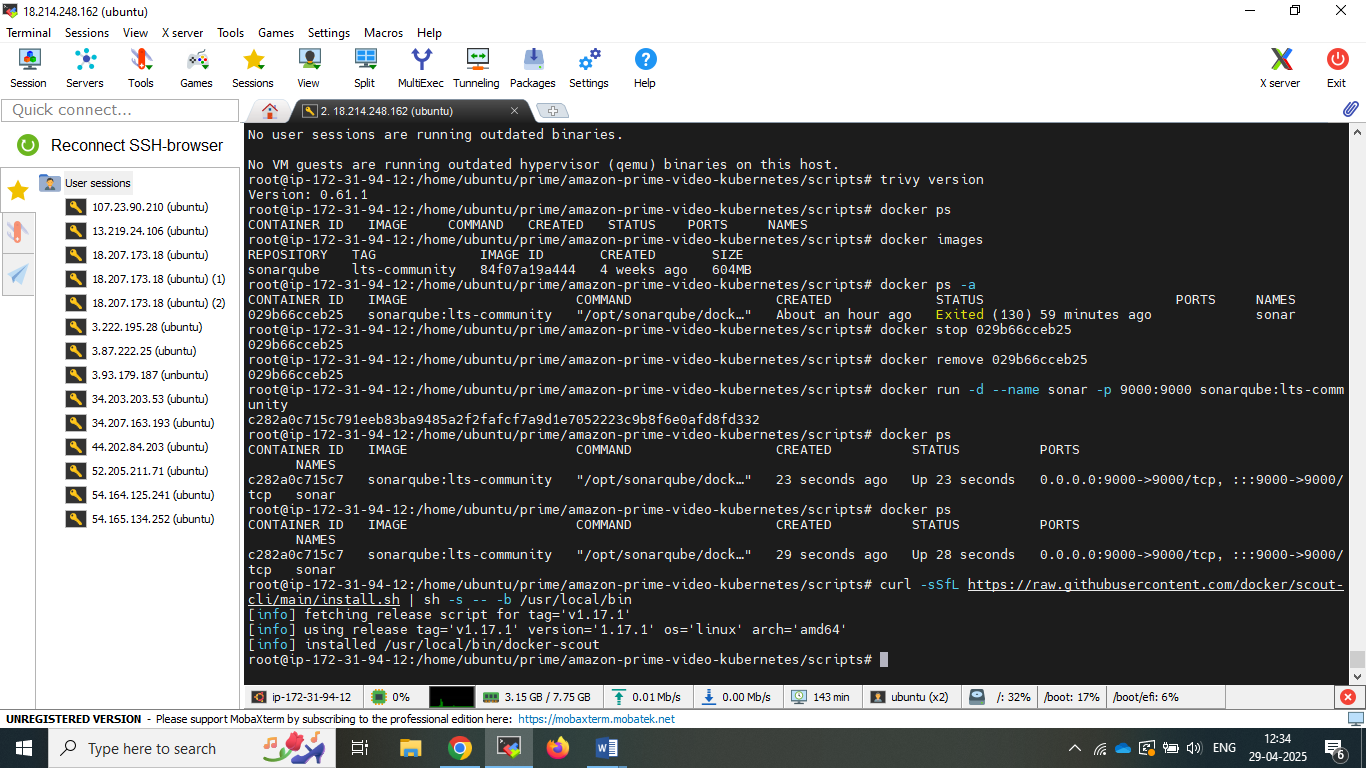 18.214.248.162 (ubuntu)
Terminal Sessions View X server Tools Games Settings Macros Help
Session Servers Tools Games Sessions View Split MultiExec Tunneling Packages Settings Help X server Exit
Quick connect...
2. 18.214.248.162 (ubuntu)
Reconnect SSH-browser
User sessions
107.23.90.210 (ubuntu)
13.219.24.106 (ubuntu)
18.207.173.18 (ubuntu)
18.207.173.18 (ubuntu) (1)
18.207.173.18 (ubuntu) (2)
3.222.195.28 (ubuntu)
3.87.222.25 (ubuntu)
3.93.179.187 (unbuntu)
34.203.203.53 (ubuntu)
34.207.163.193 (ubuntu)
44.202.84.203 (ubuntu)
52.205.211.71 (ubuntu)
54.164.125.241 (ubuntu)
54.165.134.252 (ubuntu)
No user sessions are running outdated binaries.
No VM guests are running outdated hypervisor (qemu) binaries on this host.
root@ip-172-31-94-12:/home/ubuntu/prime/amazon-prime-video-kubernetes/scripts# trivy version
Version: 0.61.1
root@ip-172-31-94-12:/home/ubuntu/prime/amazon-prime-video-kubernetes/scripts# docker ps
CONTAINER ID   IMAGE     COMMAND   CREATED   STATUS    PORTS     NAMES
root@ip-172-31-94-12:/home/ubuntu/prime/amazon-prime-video-kubernetes/scripts# docker images
REPOSITORY   TAG             IMAGE ID       CREATED       SIZE
sonarqube    lts-community   84f07a19a444   4 weeks ago   604MB
root@ip-172-31-94-12:/home/ubuntu/prime/amazon-prime-video-kubernetes/scripts# docker ps -a
CONTAINER ID   IMAGE                     COMMAND                  CREATED             STATUS                        PORTS     NAMES
029b66cceb25   sonarqube:lts-community   "/opt/sonarqube/dock…"   About an hour ago   Exited (130) 59 minutes ago             sonar
root@ip-172-31-94-12:/home/ubuntu/prime/amazon-prime-video-kubernetes/scripts# docker stop 029b66cceb25
029b66cceb25
root@ip-172-31-94-12:/home/ubuntu/prime/amazon-prime-video-kubernetes/scripts# docker remove 029b66cceb25
029b66cceb25
root@ip-172-31-94-12:/home/ubuntu/prime/amazon-prime-video-kubernetes/scripts# docker run -d --name sonar -p 9000:9000 sonarqube:lts-comm
unity
c282a0c715c791eeb83ba9485a2f2fafcf7a9d1e7052223c9b8f6e0afd8fd332
root@ip-172-31-94-12:/home/ubuntu/prime/amazon-prime-video-kubernetes/scripts# docker ps
CONTAINER ID   IMAGE                     COMMAND                  CREATED          STATUS          PORTS
NAMES
c282a0c715c7   sonarqube:lts-community   "/opt/sonarqube/dock…"   23 seconds ago   Up 23 seconds   0.0.0.0:9000->9000/tcp, :::9000->9000/
tcp   sonar
root@ip-172-31-94-12:/home/ubuntu/prime/amazon-prime-video-kubernetes/scripts# docker ps
CONTAINER ID   IMAGE                     COMMAND                  CREATED          STATUS          PORTS
NAMES
c282a0c715c7   sonarqube:lts-community   "/opt/sonarqube/dock…"   29 seconds ago   Up 28 seconds   0.0.0.0:9000->9000/tcp, :::9000->9000/
tcp   sonar
root@ip-172-31-94-12:/home/ubuntu/prime/amazon-prime-video-kubernetes/scripts# curl -sSfL https://raw.githubusercontent.com/docker/scout-
cli/main/install.sh | sh -s -- -b /usr/local/bin
[info] fetching release script for tag='v1.17.1'
[info] using release tag='v1.17.1' version='1.17.1' os='linux' arch='amd64'
[info] installed /usr/local/bin/docker-scout
root@ip-172-31-94-12:/home/ubuntu/prime/amazon-prime-video-kubernetes/scripts#
ip-172-31-94-12 0% 3.15 GB / 7.75 GB 0.01 Mb/s 0.00 Mb/s 143 min ubuntu (x2) /: 32% /boot: 17% /boot/efi: 6%
UNREGISTERED VERSION - Please support MobaXterm by subscribing to the professional edition here: https://mobaxterm.mobatek.net
Type here to search
ENG
12:34
29-04-2025
6